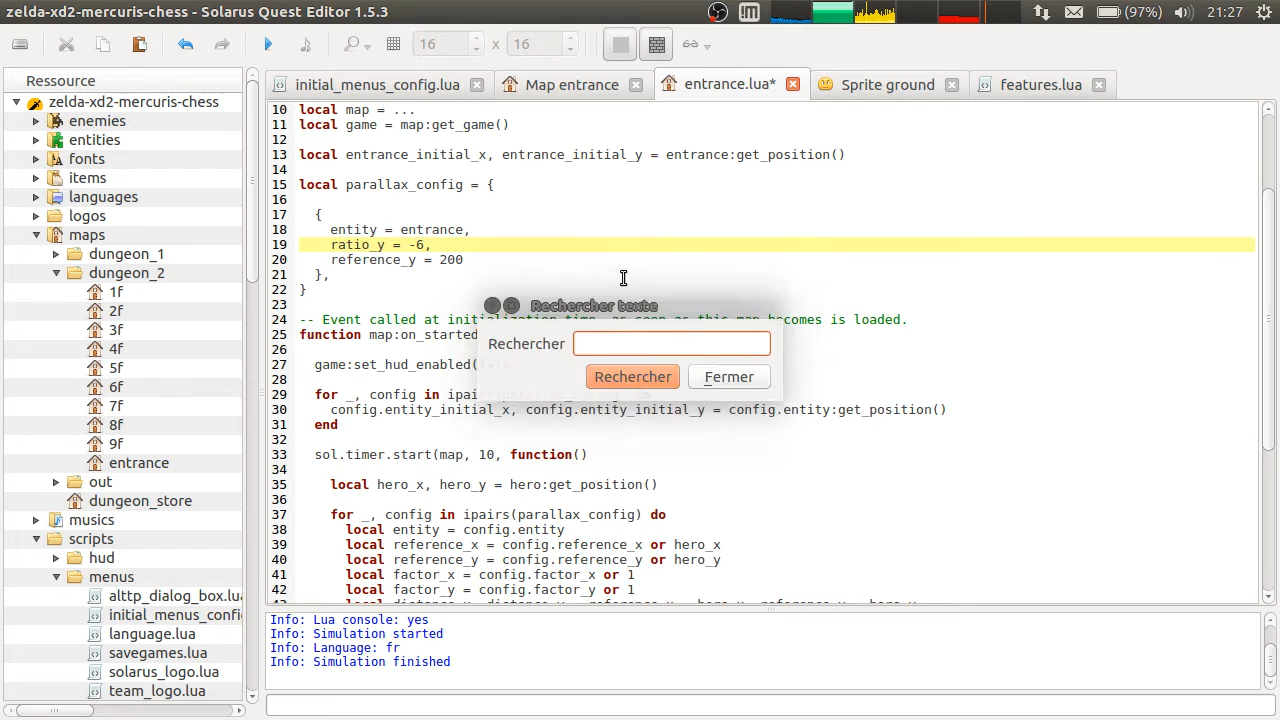 zelda-xd2-mercuris-chess - Solarus Quest Editor 1.5.3
(97%) 21:27
16 x 16
Ressource
initial_menus_config.lua Map entrance entrance.lua* Sprite ground features.lua
zelda-xd2-mercuris-chess
enemies
entities
fonts
items
languages
logos
maps
dungeon_1
dungeon_2
1f
2f
3f
4f
5f
6f
7f
8f
9f
entrance
out
dungeon_store
musics
scripts
hud
menus
alttp_dialog_box.lua
initial_menus_confi
language.lua
savegames.lua
solarus_logo.lua
team_logo.lua
10 local map = ...
11 local game = map:get_game()
12
13 local entrance_initial_x, entrance_initial_y = entrance:get_position()
14
15 local parallax_config = {
16
17 {
18 entity = entrance,
19 ratio_y = -6,
20 reference_y = 200
21 },
22 }
23
24 -- Event called at initialization time, as soon as this map becomes is loaded.
25 function map:on_started
26
27 game:set_hud_enabled(
28
29 for _, config in
30 config.entity_initial_x, config.entity_initial_y = config.entity:get_position()
31 end
32
33 sol.timer.start(map, 10, function()
34
35 local hero_x, hero_y = hero:get_position()
36
37 for _, config in ipairs(parallax_config) do
38 local entity = config.entity
39 local reference_x = config.reference_x or hero_x
40 local reference_y = config.reference_y or hero_y
41 local factor_x = config.factor_x or 1
42 local factor_y = config.factor_y or 1
Rechercher texte
Rechercher
Rechercher Fermer
Info: Lua console: yes
Info: Simulation started
Info: Language: fr
Info: Simulation finished